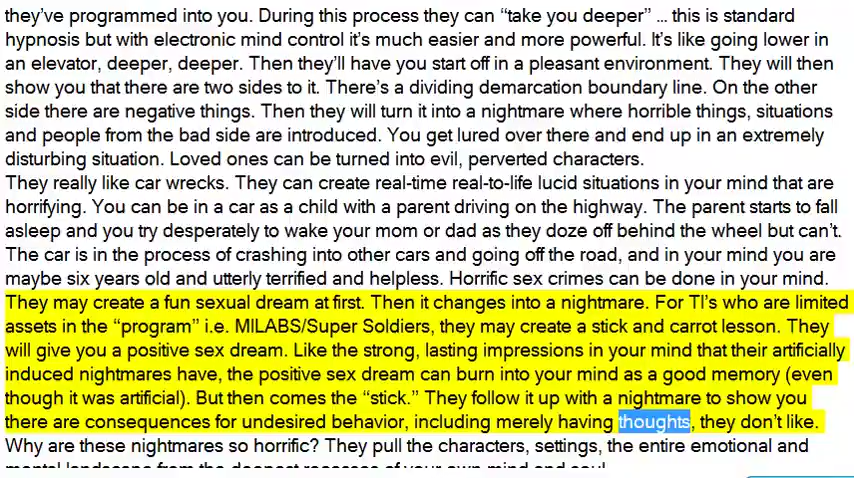 they’ve programmed into you. During this process they can “take you deeper” ... this is standard
hypnosis but with electronic mind control it’s much easier and more powerful. It’s like going lower in
an elevator, deeper, deeper. Then they’ll have you start off in a pleasant environment. They will then
show you that there are two sides to it. There’s a dividing demarcation boundary line. On the other
side there are negative things. Then they will turn it into a nightmare where horrible things, situations
and people from the bad side are introduced. You get lured over there and end up in an extremely
disturbing situation. Loved ones can be turned into evil, perverted characters.
They really like car wrecks. They can create real-time real-to-life lucid situations in your mind that are
horrifying. You can be in a car as a child with a parent driving on the highway. The parent starts to fall
asleep and you try desperately to wake your mom or dad as they doze off behind the wheel but can’t.
The car is in the process of crashing into other cars and going off the road, and in your mind you are
maybe six years old and utterly terrified and helpless. Horrific sex crimes can be done in your mind.
They may create a fun sexual dream at first. Then it changes into a nightmare. For TI’s who are limited
assets in the “program” i.e. MILABS/Super Soldiers, they may create a stick and carrot lesson. They
will give you a positive sex dream. Like the strong, lasting impressions in your mind that their artificially
induced nightmares have, the positive sex dream can burn into your mind as a good memory (even
though it was artificial). But then comes the “stick.” They follow it up with a nightmare to show you
there are consequences for undesired behavior, including merely having thoughts, they don’t like.
Why are these nightmares so horrific? They pull the characters, settings, the entire emotional and
mental landscape from the deepest recesses of your own mind and soul